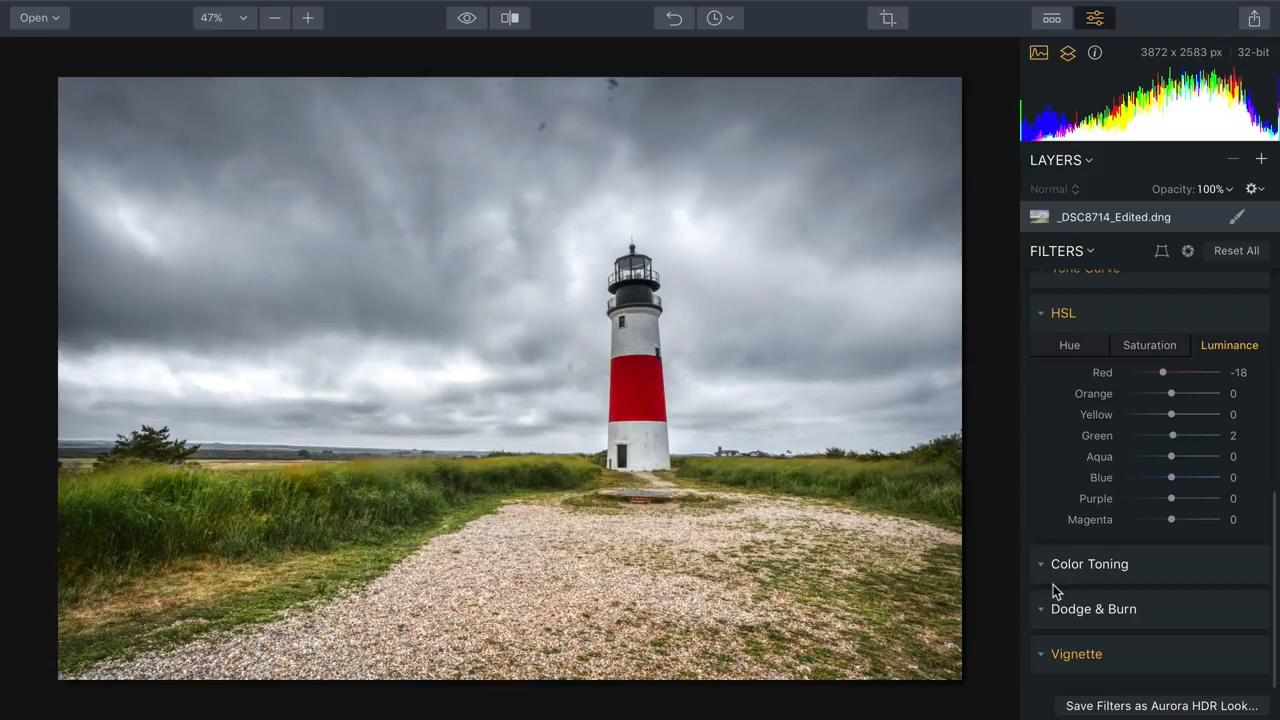 Open
47%
3872 x 2583 px
32-bit
LAYERS
Normal
Opacity: 100%
_DSC8714_Edited.dng
FILTERS
Reset All
Tone Curve
HSL
Hue
Saturation
Luminance
Red -18
Orange 0
Yellow 0
Green 2
Aqua 0
Blue 0
Purple 0
Magenta 0
Color Toning
Dodge & Burn
Vignette
Save Filters as Aurora HDR Look...